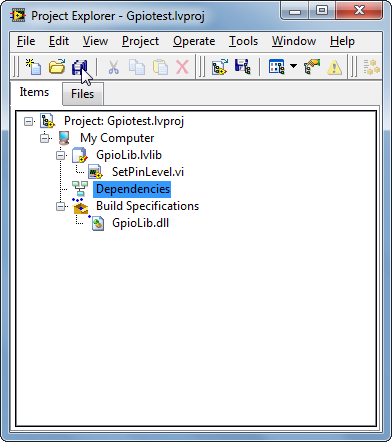 Project Explorer - Gpiotest.lvproj
File Edit View Project Operate Tools Window Help
Items Files
Project: Gpiotest.lvproj
My Computer
GpioLib.lvlib
SetPinLevel.vi
Dependencies
Build Specifications
GpioLib.dll